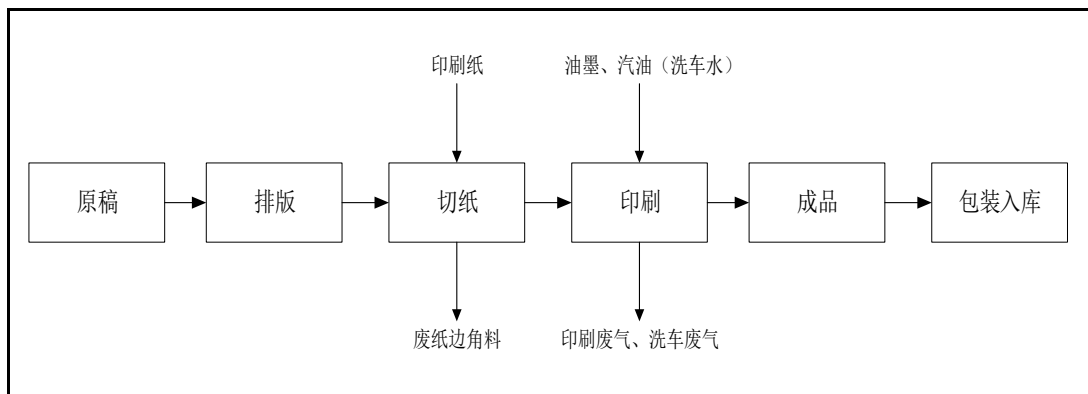 印刷纸
油墨、汽油（洗车水）
原稿
排版
切纸
印刷
成品
包装入库
废纸边角料
印刷废气、洗车废气